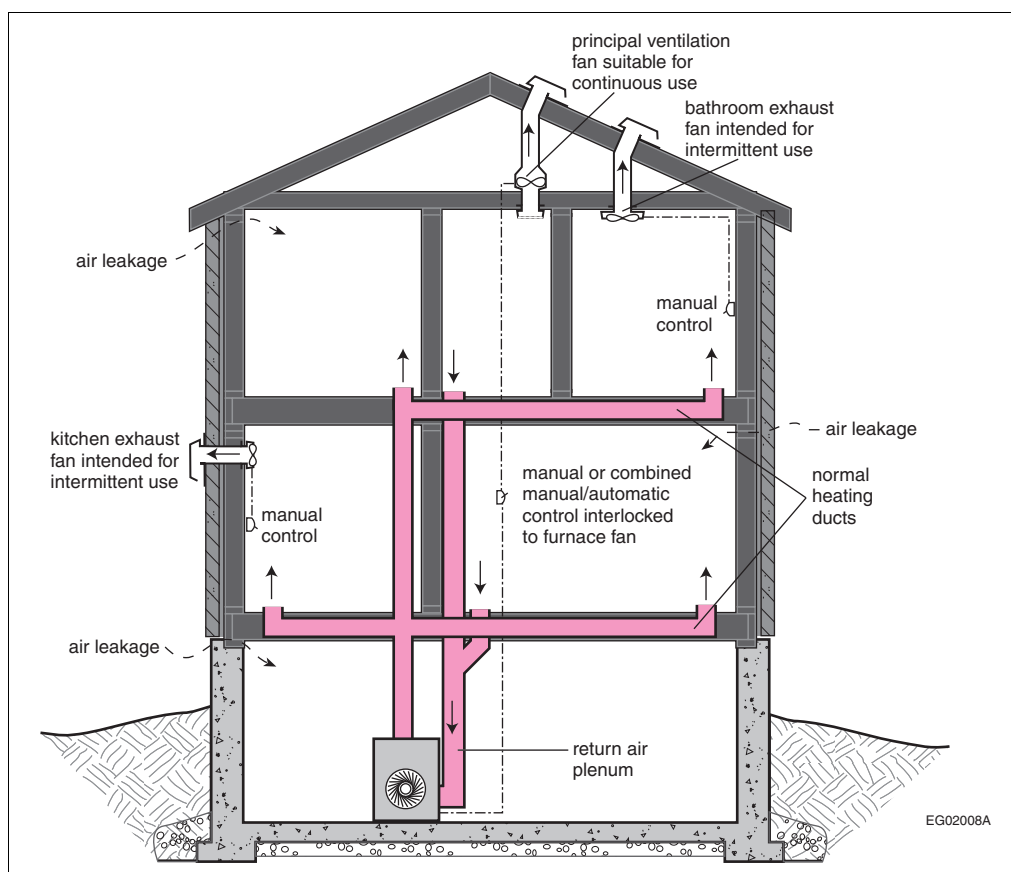 principal ventilation
fan suitable for
continuous use
bathroom exhaust
fan intended for
intermittent use
air leakage
manual
control
kitchen exhaust
fan intended for
intermittent use
air leakage
manual or combined
manual/automatic
control interlocked
to furnace fan
normal
heating
ducts
manual
control
air leakage
return air
plenum
EG02008A